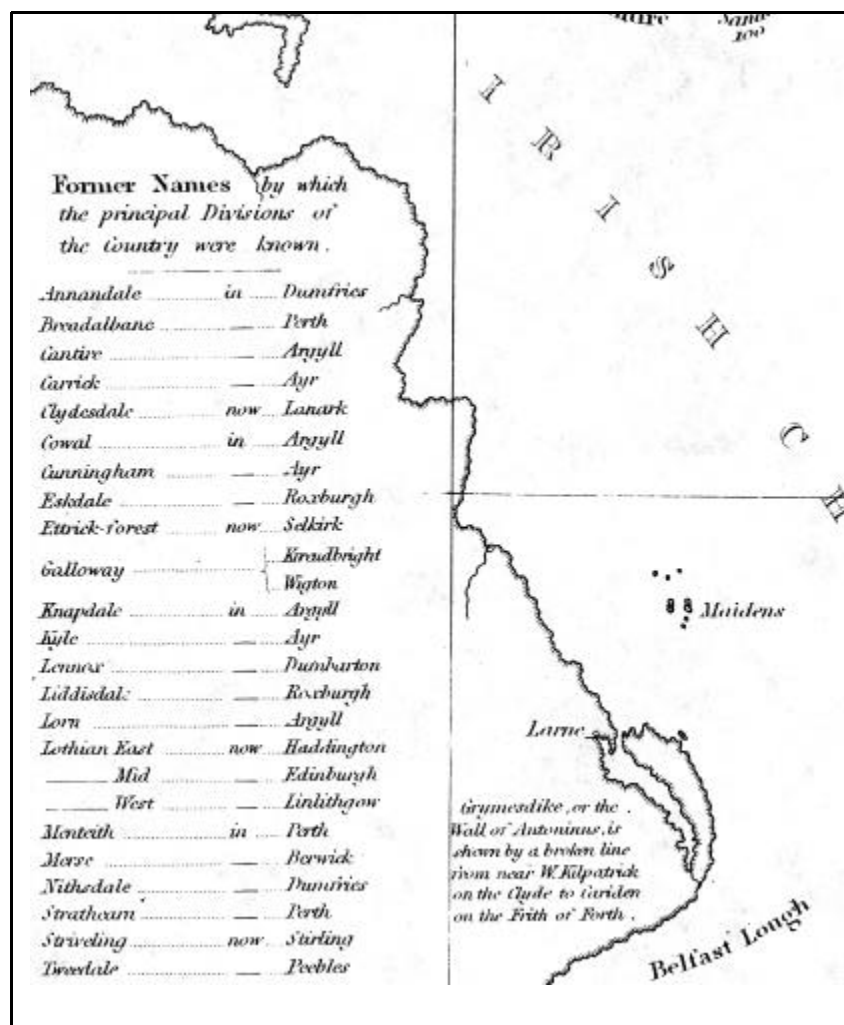 Sand
100
IRISH CH
Former Names by which
the principal Divisions of
the Country were known.
Annandale in Dumfries
Breadalbane — Perth
Cantire — Argyll
Carrick — Ayr
Clydesdale now Lanark
Cowal in Argyll
Cunningham — Ayr
Eskdale — Roxburgh
Ettrick-forest now Selkirk
Galloway { Kircudbright
Wigton
Knapdale in Argyll
Kyle — Ayr
Lennox — Dumbarton
Liddisdale — Roxburgh
Lorn — Argyll
Lothian East now Haddington
— Mid — Edinburgh
— West — Linlithgow
Menteith in Perth
Merse — Berwick
Nithsdale — Dumfries
Strathearn — Perth
Striveling now Stirling
Tweedale — Peebles
Maidens
Larne
Grymesdike, or the
Wall of Antoninus, is
shewn by a broken line
from near W. Kilpatrick
on the Clyde to Cariden
on the Frith of Forth.
Belfast Lough